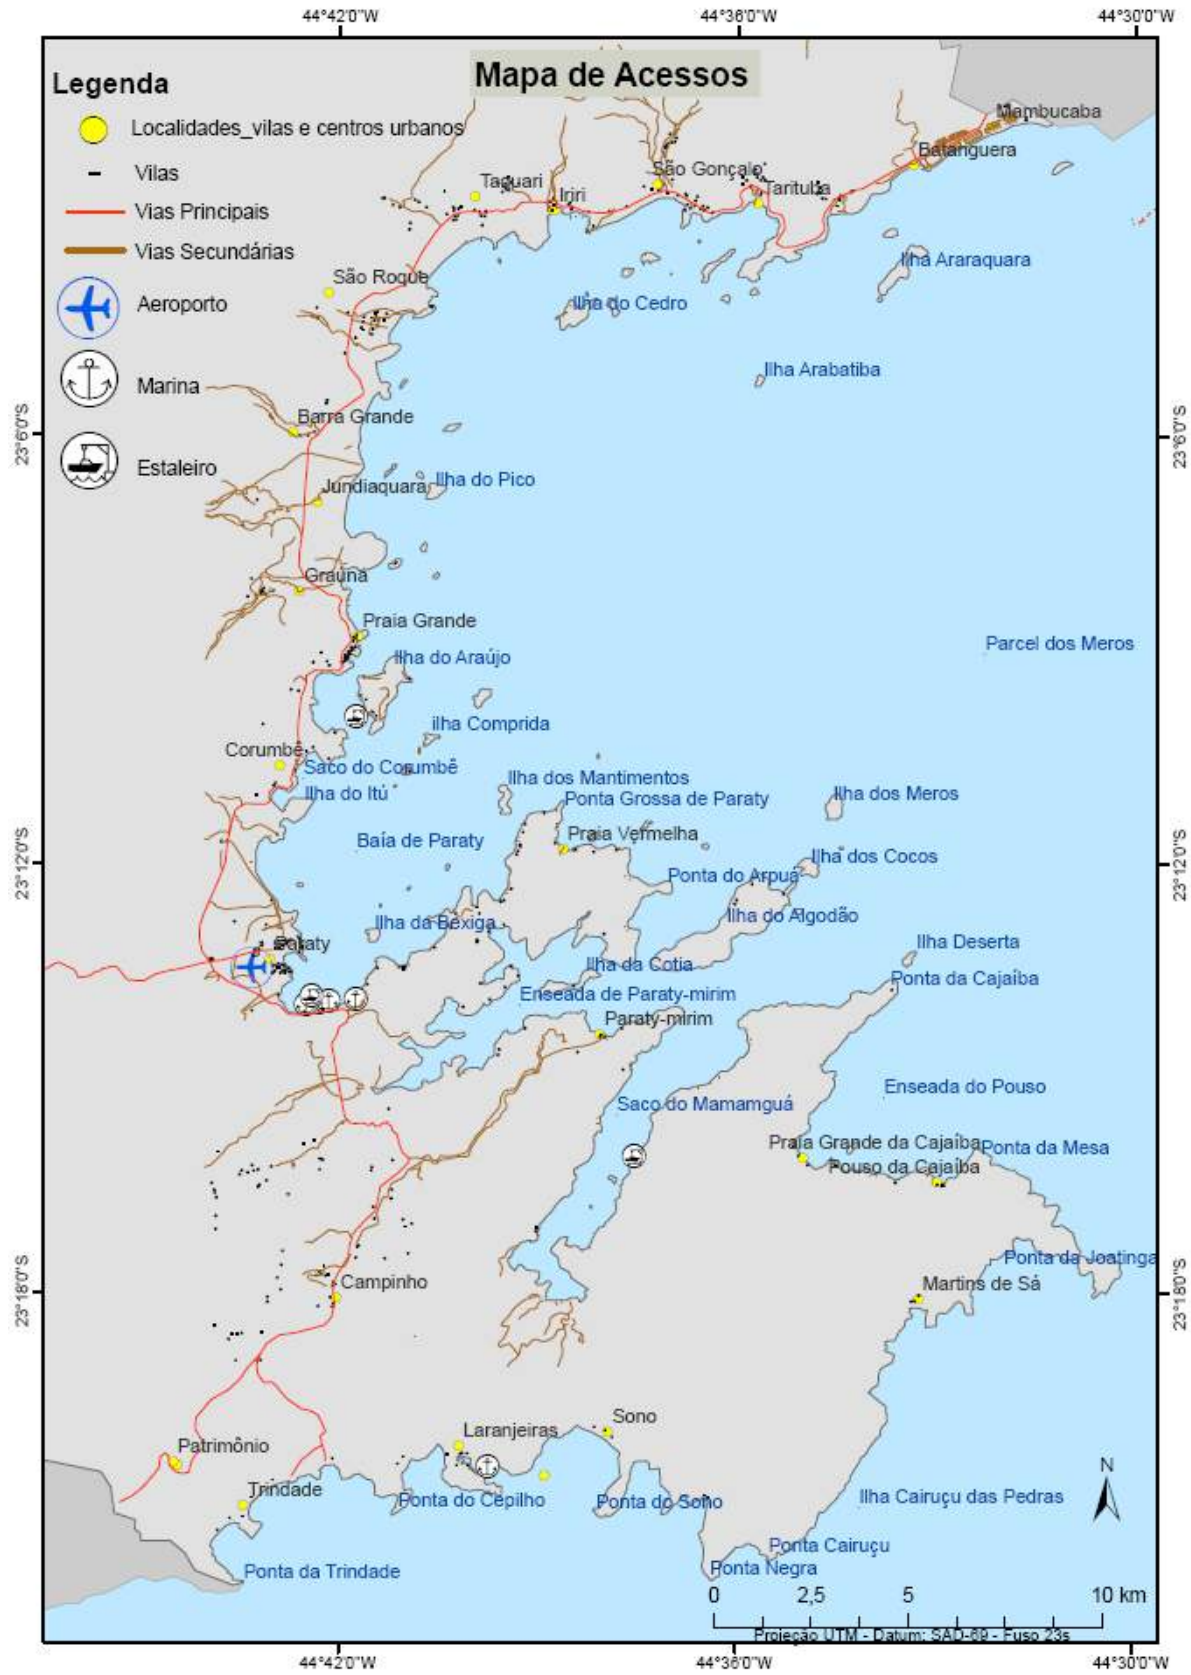 44°42'0"W 44°36'0"W 44°30'0"W
Mapa de Acessos
Legenda
Localidades_vilas e centros urbanos
Vilas
Vias Principais
Vias Secundárias
Aeroporto
Marina
Estaleiro
Mambucaba
Batanguera
São Gonçalo
Taquari
Iriri
Tarituba
Ilha Araraquara
São Roque
Ilha do Cedro
Ilha Arabatiba
Barra Grande
23°6'0"S 23°6'0"S
Jundiaquara
Ilha do Pico
Graúna
Praia Grande
Parcel dos Meros
Ilha do Araújo
ilha Comprida
Corumbê
Saco do Corumbê
Ilha dos Mantimentos
Ilha do Itú
Ponta Grossa de Paraty
Ilha dos Meros
Baía de Paraty
Praia Vermelha
23°12'0"S 23°12'0"S
Ilha dos Cocos
Ponta do Arpuá
Ilha da Bexiga
Ilha do Algodão
Paraty
Ilha Deserta
Ilha da Cotia
Ponta da Cajaíba
Enseada de Paraty-mirim
Paraty-mirim
Enseada do Pouso
Saco do Mamamguá
Praia Grande da Cajaíba
Ponta da Mesa
Pouso da Cajaíba
Ponta da Joatinga
Campinho
Martins de Sá
23°18'0"S 23°18'0"S
Sono
Laranjeiras
Patrimônio
Trindade
Ponta do Cepilho
Ponta do Sono
Ilha Cairuçu das Pedras
N
Ponta Cairuçu
Ponta da Trindade
Ponta Negra
0 2,5 5 10 km
Projeção UTM - Datum: SAD-69 - Fuso 23s
44°42'0"W 44°36'0"W 44°30'0"W